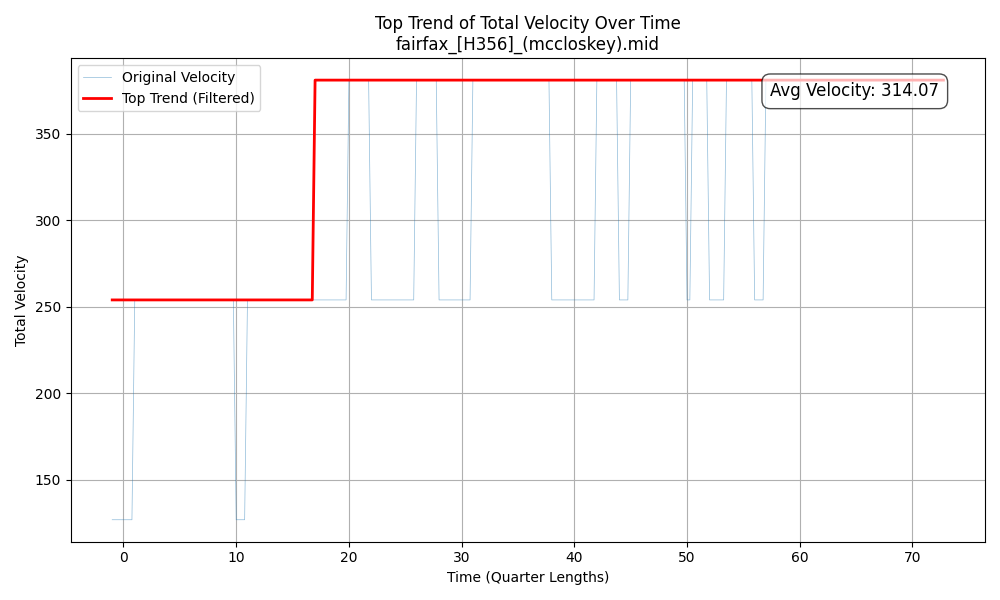 Top Trend of Total Velocity Over Time
fairfax_[H356]_(mccloskey).mid
Original Velocity
Top Trend (Filtered)
Avg Velocity: 314.07
Total Velocity
350
300
250
200
150
0 10 20 30 40 50 60 70
Time (Quarter Lengths)